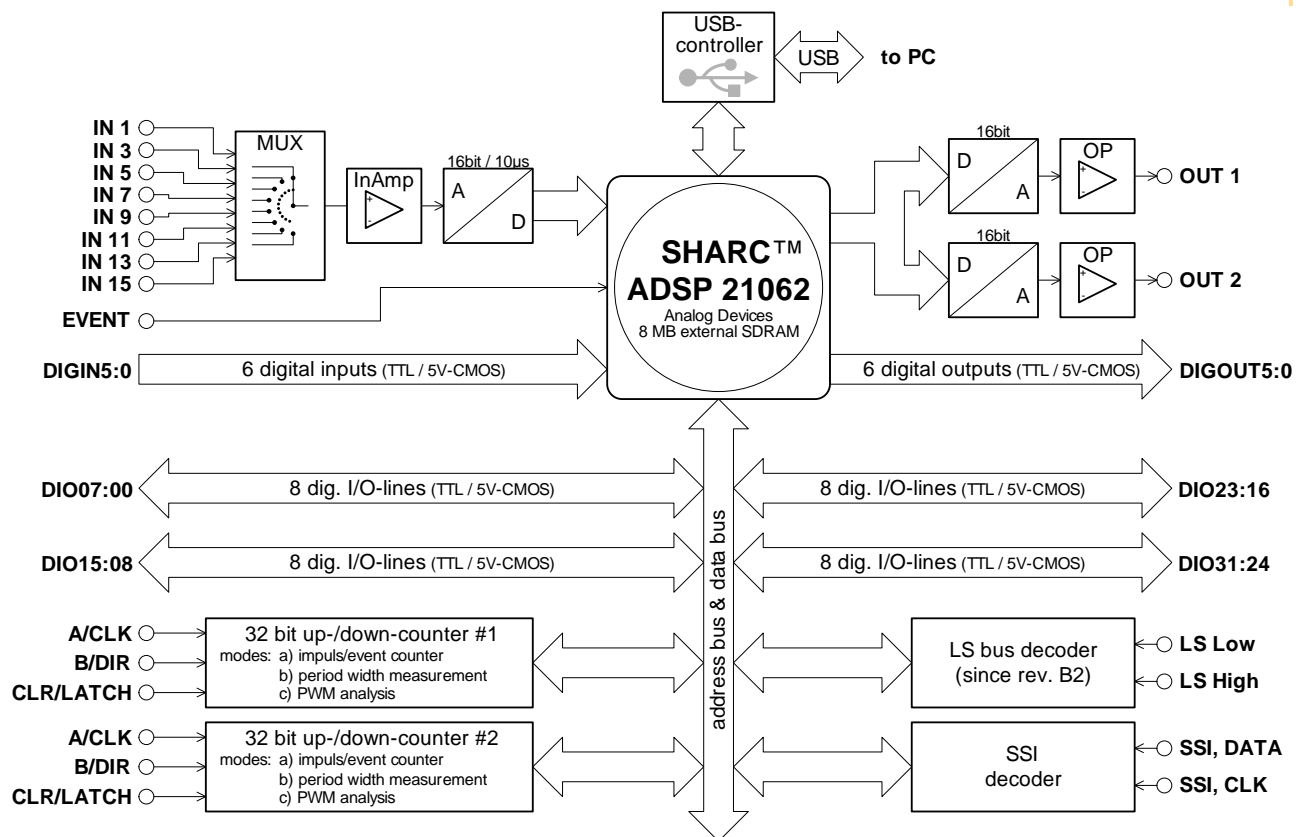 USB-
controller
USB
to PC
IN 1
IN 3
IN 5
IN 7
IN 9
IN 11
IN 13
IN 15
EVENT
MUX
InAmp
+
-
16bit / 10µs
A
D
SHARC™
ADSP 21062
Analog Devices
8 MB external SDRAM
16bit
D
A
OP
+
-
OUT 1
16bit
D
A
OP
+
-
OUT 2
DIGIN5:0
6 digital inputs (TTL / 5V-CMOS)
6 digital outputs (TTL / 5V-CMOS)
DIGOUT5:0
DIO07:00
8 dig. I/O-lines (TTL / 5V-CMOS)
8 dig. I/O-lines (TTL / 5V-CMOS)
DIO23:16
DIO15:08
8 dig. I/O-lines (TTL / 5V-CMOS)
8 dig. I/O-lines (TTL / 5V-CMOS)
DIO31:24
address bus & data bus
A/CLK
B/DIR
CLR/LATCH
32 bit up-/down-counter #1
modes: a) impuls/event counter
b) period width measurement
c) PWM analysis
LS bus decoder
(since rev. B2)
LS Low
LS High
A/CLK
B/DIR
CLR/LATCH
32 bit up-/down-counter #2
modes: a) impuls/event counter
b) period width measurement
c) PWM analysis
SSI
decoder
SSI, DATA
SSI, CLK